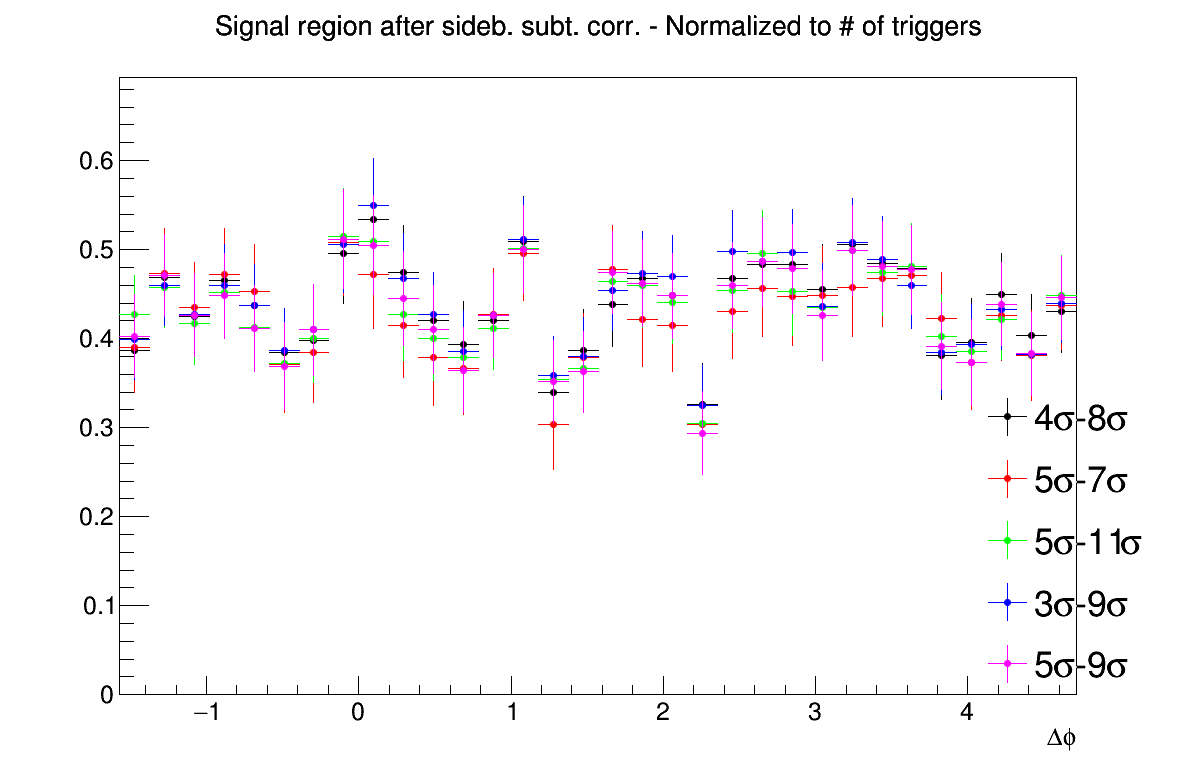 Signal region after sideb. subt. corr. - Normalized to # of triggers
0.6
0.5
0.4
0.3
0.2
0.1
0
4σ-8σ
5σ-7σ
5σ-11σ
3σ-9σ
5σ-9σ
−1 0 1 2 3 4
Δϕ